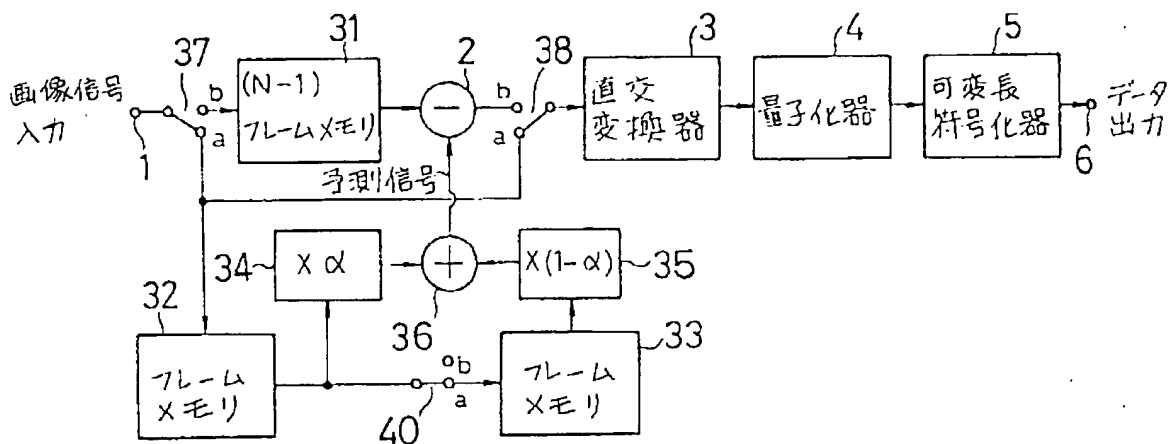 画像信号
入力
1
37
b
a
31
(N-1)
フレームメモリ
2
38
b
a
3
直交
変換器
4
量子化器
5
可変長
符号化器
データ
出力
6
予測信号
34
×α
36
×(1-α)
35
32
フレーム
メモリ
b
a
40
33
フレーム
メモリ